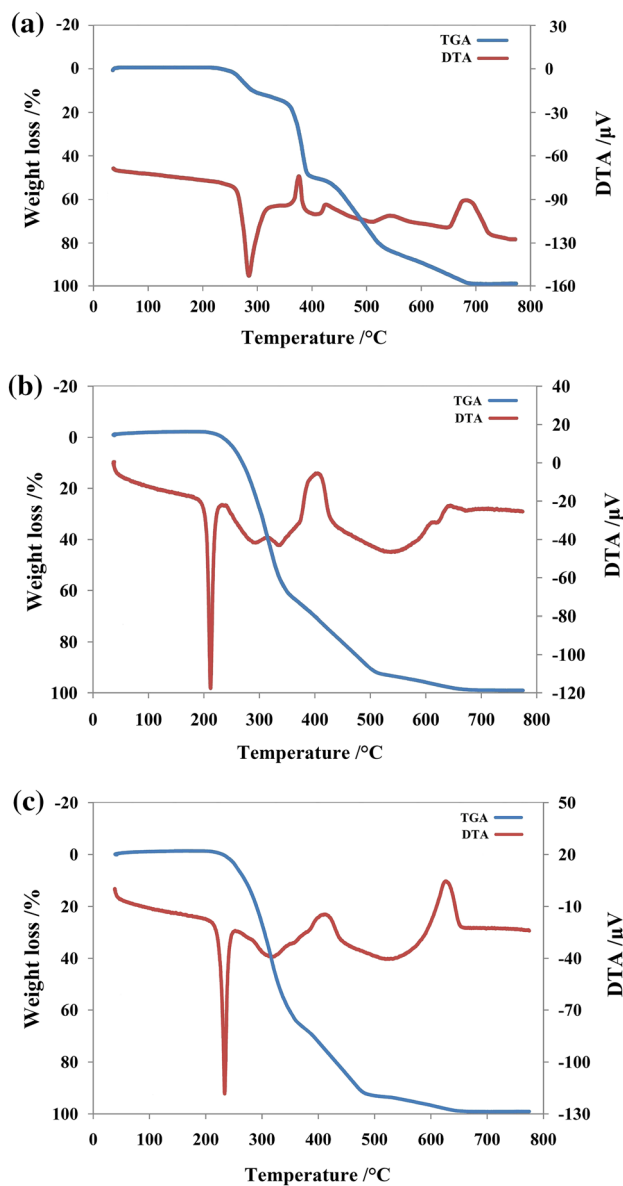 (a)
-20 30
TGA
DTA
0 0
20 -30
40 -60
60 -90
80 -130
100 -160
0 100 200 300 400 500 600 700 800
Weight loss /%
DTA /µV
Temperature /°C
(b)
-20 40
TGA
DTA
20
0 0
20 -20
40 -40
-60
60 -80
80 -100
100 -120
0 100 200 300 400 500 600 700 800
Weight loss /%
DTA /µV
Temperature /°C
(c)
-20 50
TGA
DTA
0 20
20 -10
40 -40
60 -70
80 -100
100 -130
0 100 200 300 400 500 600 700 800
Weight loss /%
DTA /µV
Temperature /°C